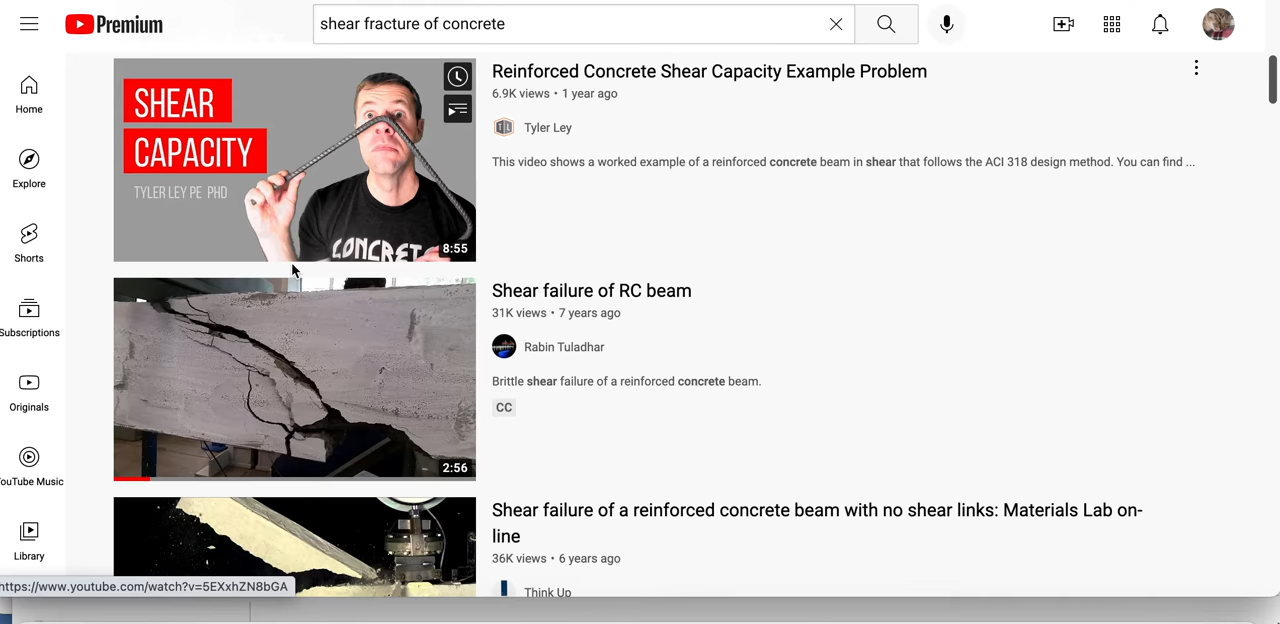 Premium
shear fracture of concrete
Home
Explore
Shorts
Subscriptions
Originals
YouTube Music
Library
SHEAR
CAPACITY
TYLER LEY PE PHD
CONCRET
8:55
Reinforced Concrete Shear Capacity Example Problem
6.9K views • 1 year ago
TL
Tyler Ley
This video shows a worked example of a reinforced concrete beam in shear that follows the ACI 318 design method. You can find ...
2:56
Shear failure of RC beam
31K views • 7 years ago
Rabin Tuladhar
Brittle shear failure of a reinforced concrete beam.
CC
Shear failure of a reinforced concrete beam with no shear links: Materials Lab on-
line
36K views • 6 years ago
Think Up
https://www.youtube.com/watch?v=5EXxhZN8bGA